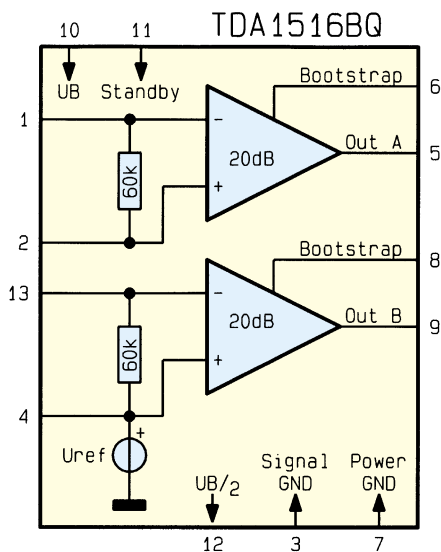 TDA1516BQ
10 11
UB Standby
Bootstrap 6
1
−
20dB
Out A 5
60k
+
2
Bootstrap 8
13
−
20dB
Out B 9
60k
+
4
+
Uref
UB/2
Signal GND
Power GND
12 3 7